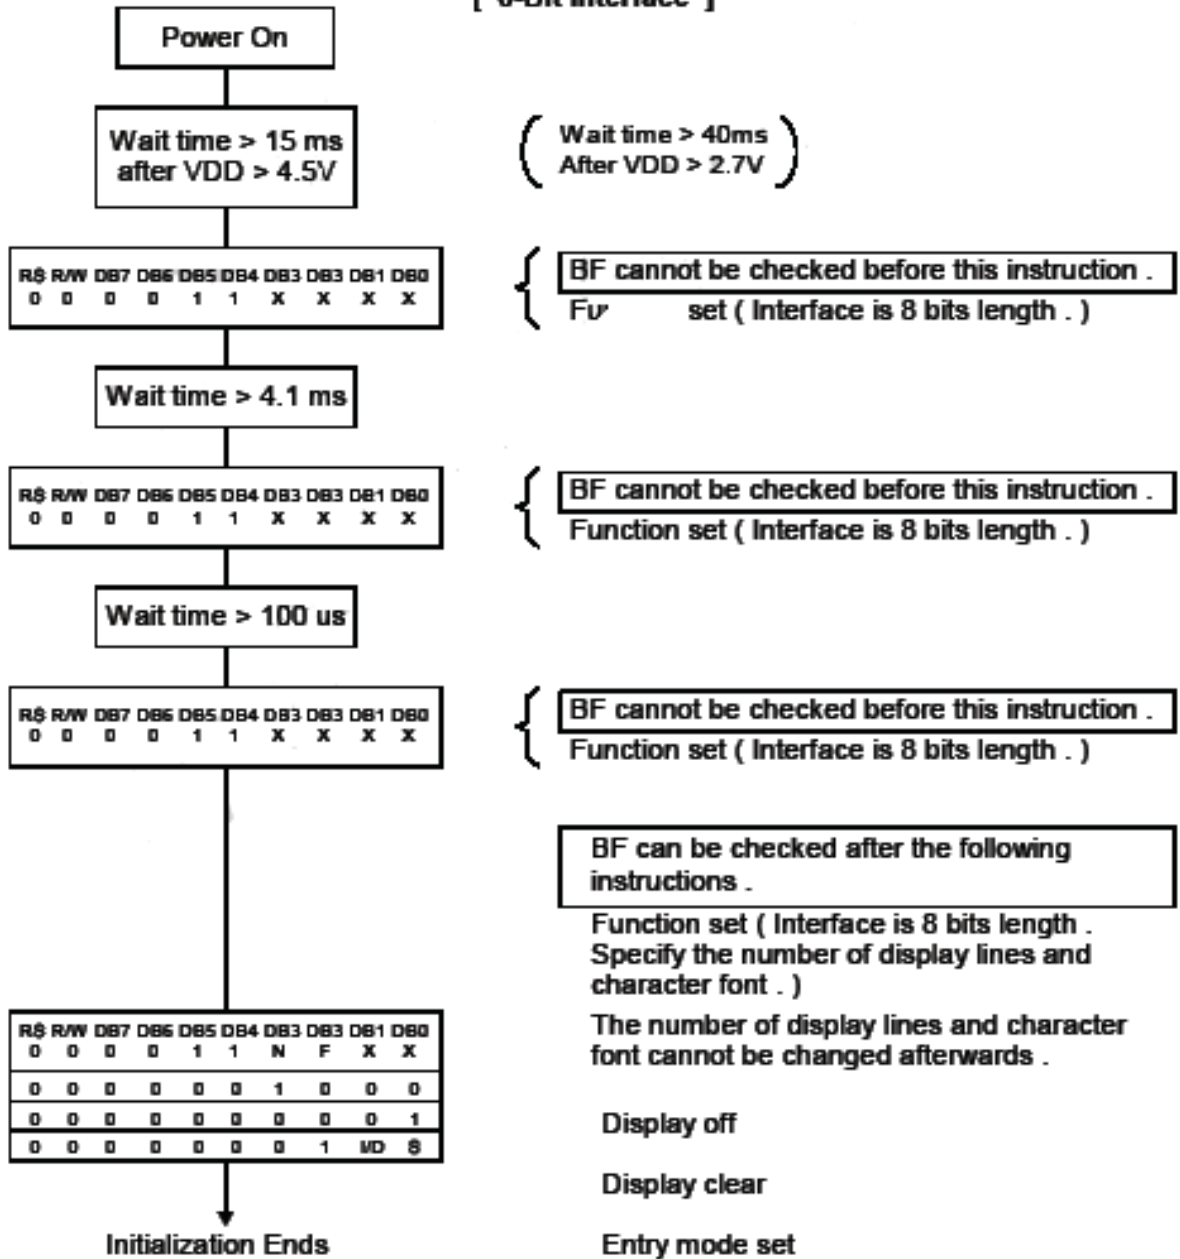 Interface ]
Power On
Wait time > 15 ms
after VDD > 4.5V
Wait time > 40ms
After VDD > 2.7V
RS R/W DB7 DB6 DB5 DB4 DB3 DB3 DB1 DB0
0 0 0 0 1 1 X X X X
BF cannot be checked before this instruction .
set ( Interface is 8 bits length . )
Wait time > 4.1 ms
RS R/W DB7 DB6 DB5 DB4 DB3 DB3 DB1 DB0
0 0 0 0 1 1 X X X X
BF cannot be checked before this instruction .
Function set ( Interface is 8 bits length . )
Wait time > 100 us
RS R/W DB7 DB6 DB5 DB4 DB3 DB3 DB1 DB0
0 0 0 0 1 1 X X X X
BF cannot be checked before this instruction .
Function set ( Interface is 8 bits length . )
BF can be checked after the following
instructions .
Function set ( Interface is 8 bits length .
Specify the number of display lines and
character font . )
The number of display lines and character
font cannot be changed afterwards .
RS R/W DB7 DB6 DB5 DB4 DB3 DB3 DB1 DB0
0 0 0 0 1 1 N F X X
0 0 0 0 0 0 1 0 0 0
0 0 0 0 0 0 0 0 0 1
0 0 0 0 0 0 0 1 I/D S
Display off
Display clear
Entry mode set
Initialization Ends